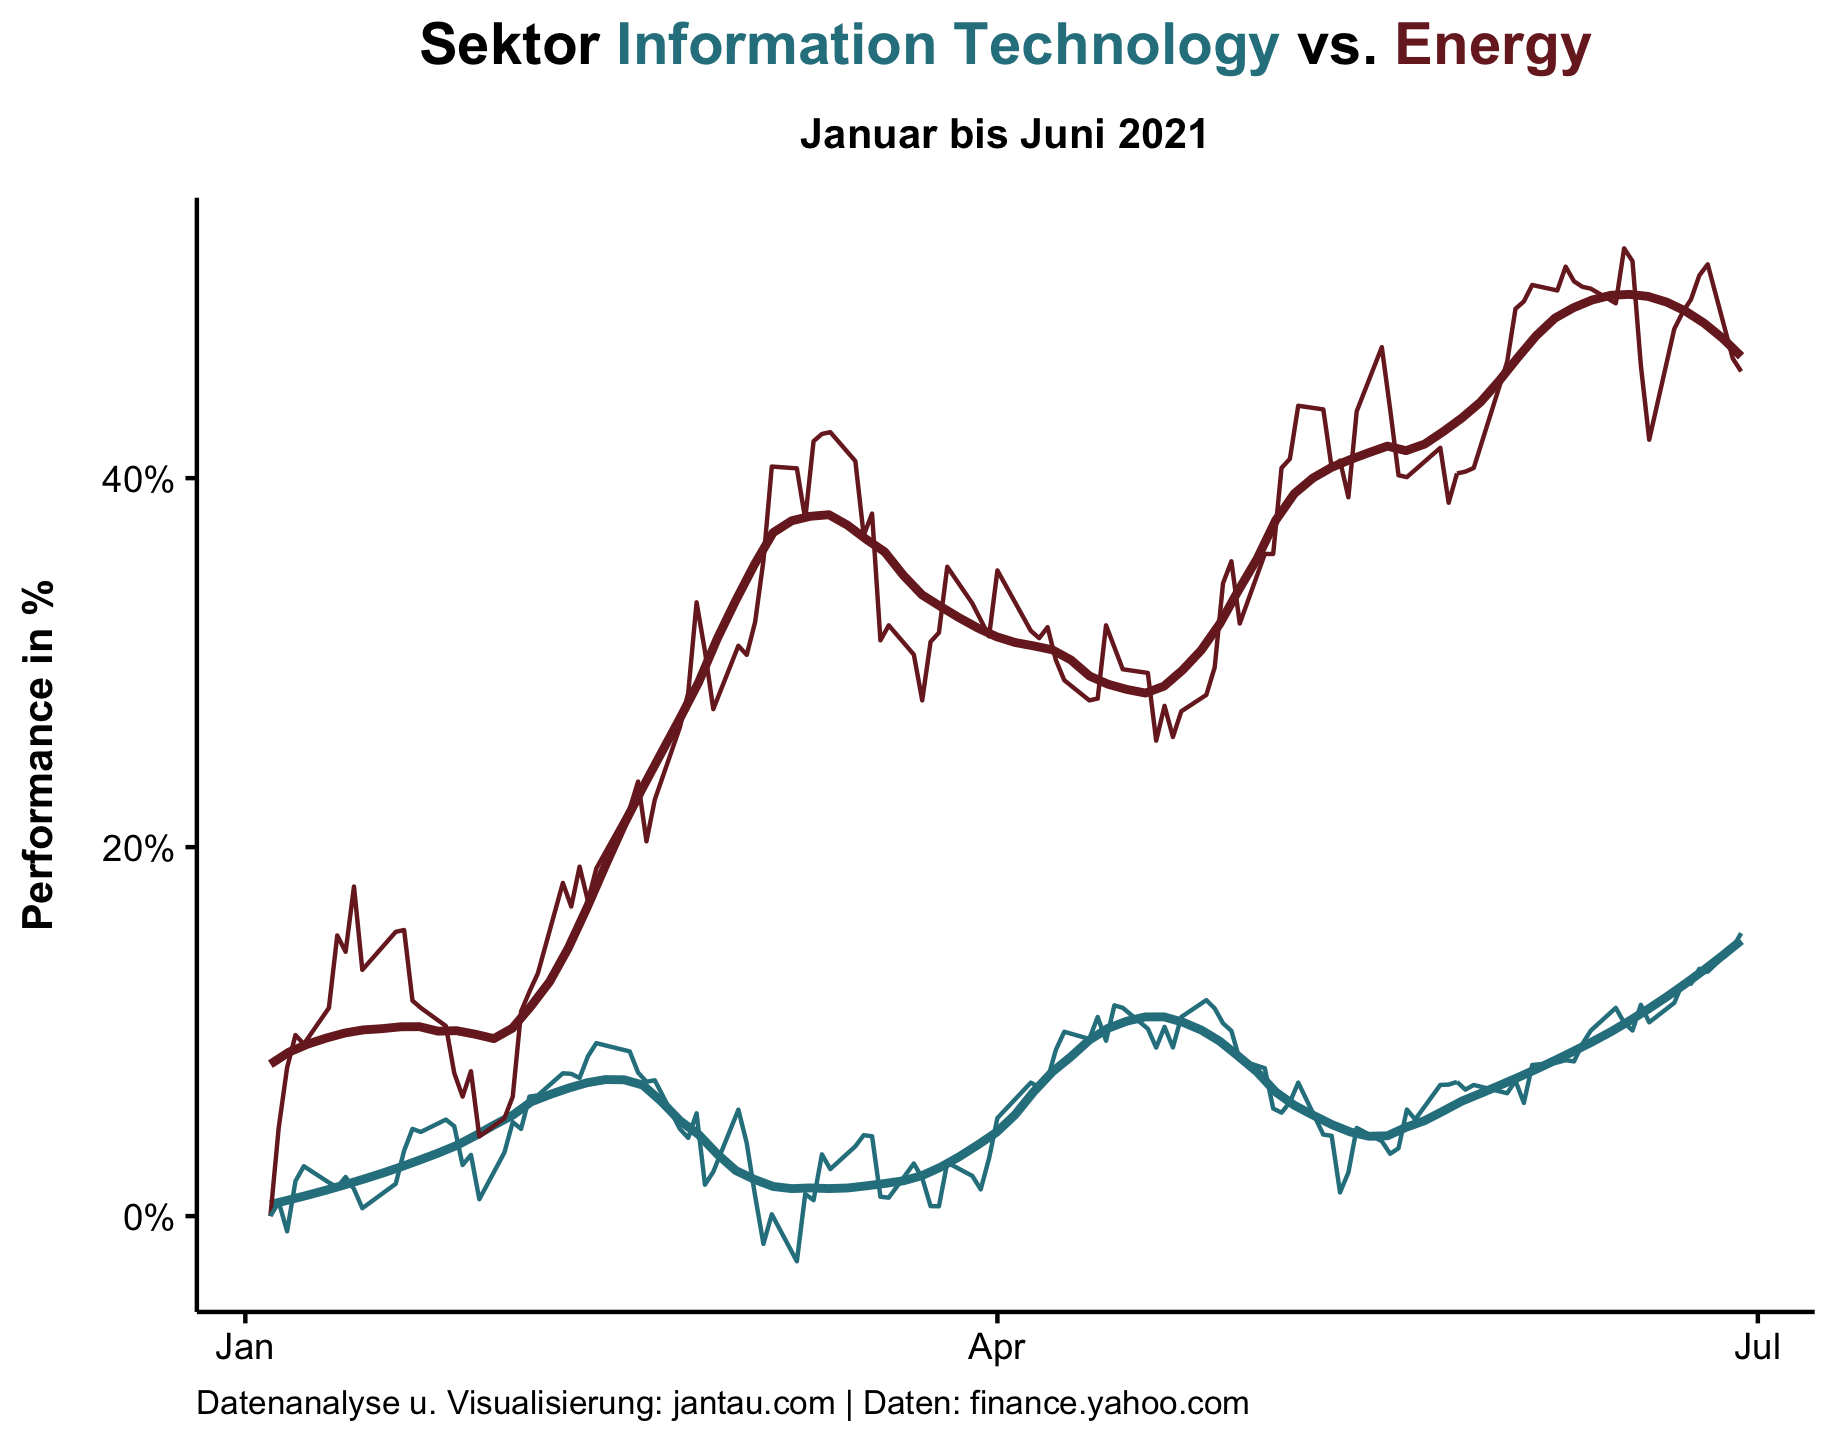 Sektor Information Technology vs. Energy
Januar bis Juni 2021
Performance in %
40%
20%
0%
Jan Apr Jul
Datenanalyse u. Visualisierung: jantau.com | Daten: finance.yahoo.com